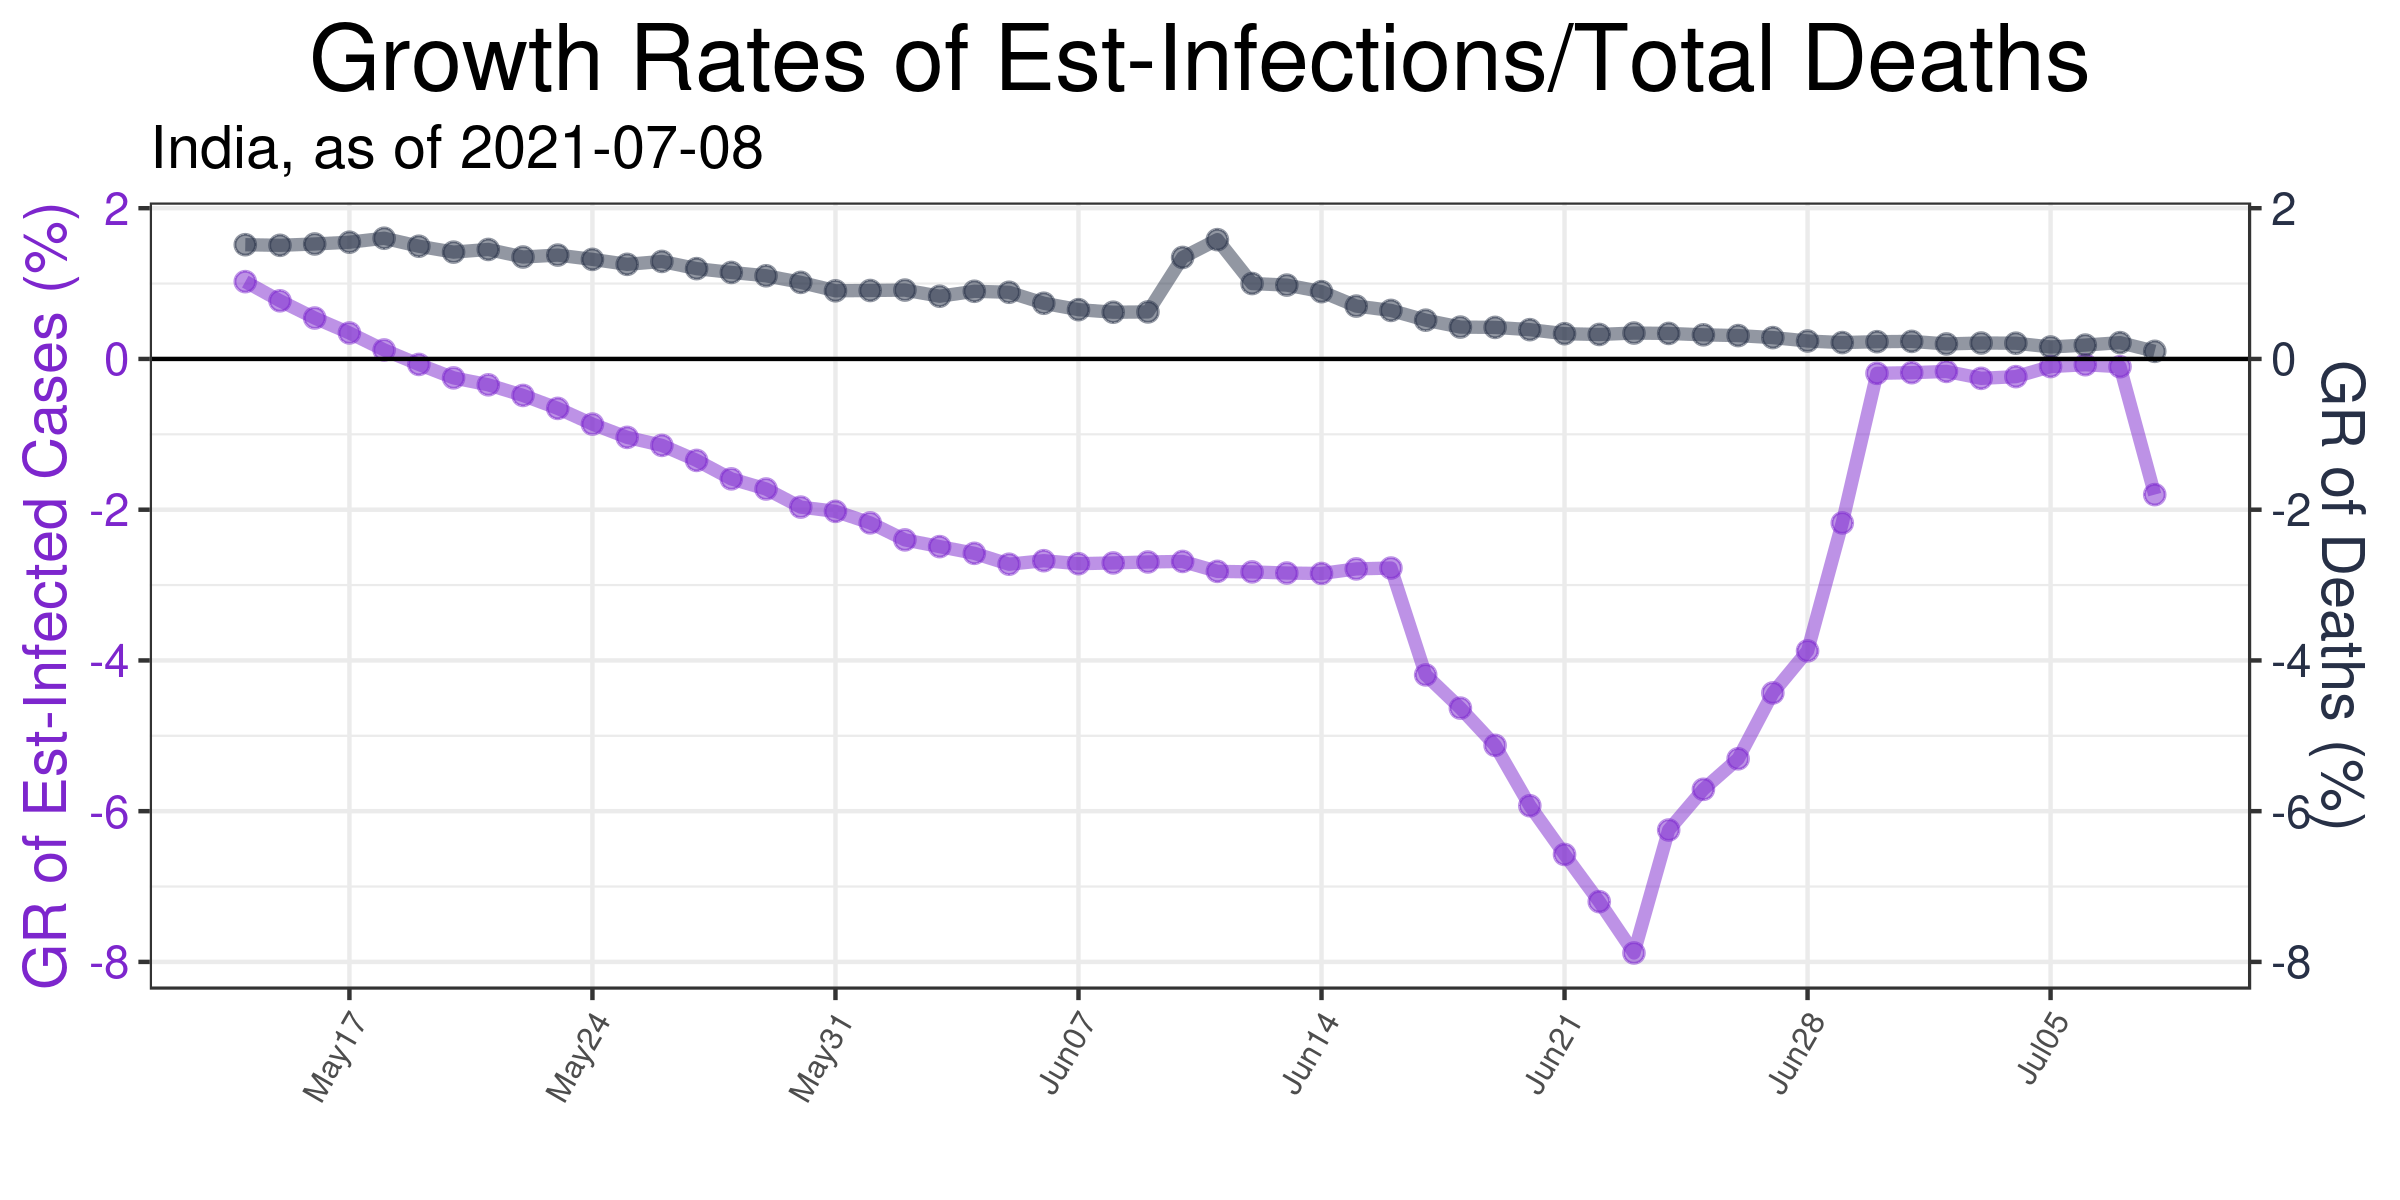 Growth Rates of Est-Infections/Total Deaths
India, as of 2021-07-08
GR of Est-Infected Cases (%)
2
0
-2
-4
-6
-8
2
0
-2
-4
-6
-8
GR of Deaths (%)
May17
May24
May31
Jun07
Jun14
Jun21
Jun28
Jul05